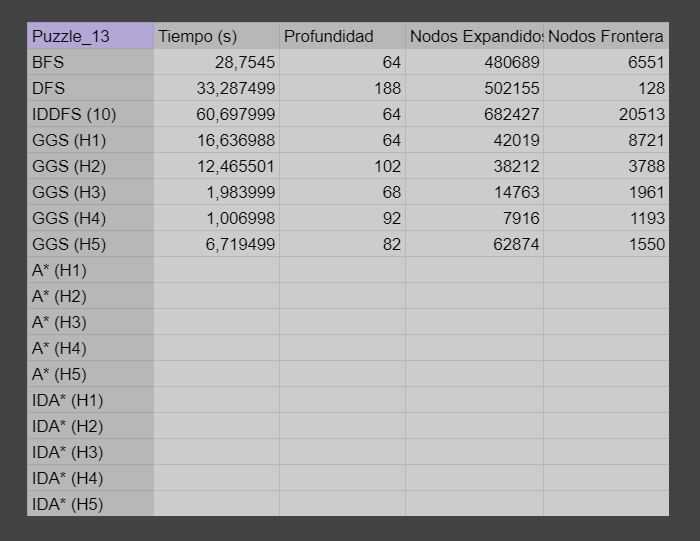 Puzzle_13 Tiempo (s) Profundidad Nodos Expandidos Nodos Frontera
BFS 28,7545 64 480689 6551
DFS 33,287499 188 502155 128
IDDFS (10) 60,697999 64 682427 20513
GGS (H1) 16,636988 64 42019 8721
GGS (H2) 12,465501 102 38212 3788
GGS (H3) 1,983999 68 14763 1961
GGS (H4) 1,006998 92 7916 1193
GGS (H5) 6,719499 82 62874 1550
A* (H1)
A* (H2)
A* (H3)
A* (H4)
A* (H5)
IDA* (H1)
IDA* (H2)
IDA* (H3)
IDA* (H4)
IDA* (H5)